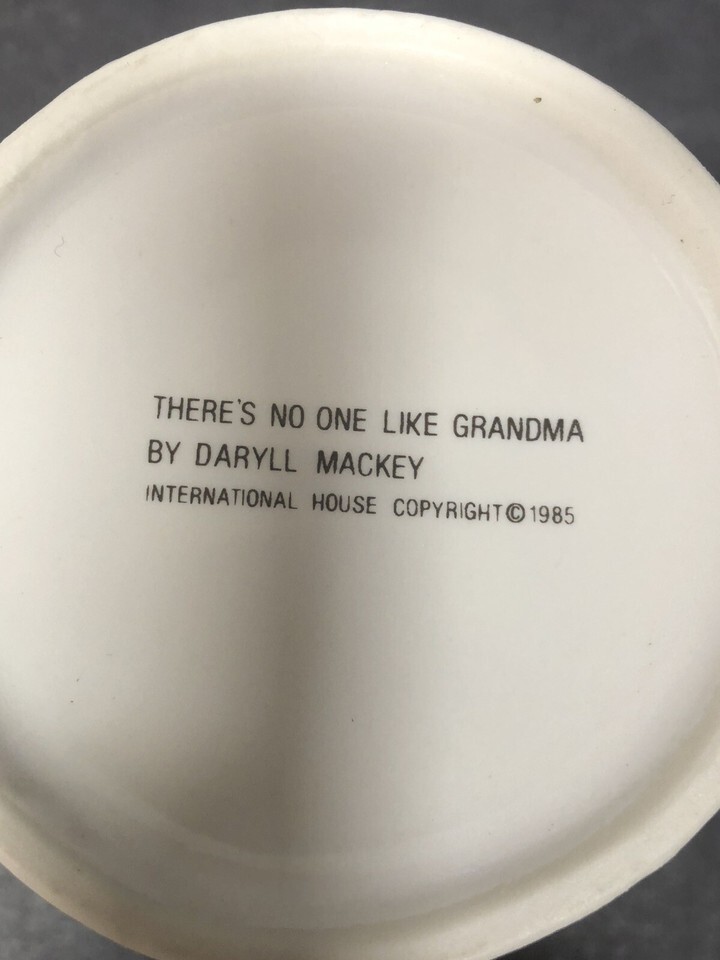 THERE'S NO ONE LIKE GRANDMA
BY DARYLL MACKEY
INTERNATIONAL HOUSE COPYRIGHT©1985